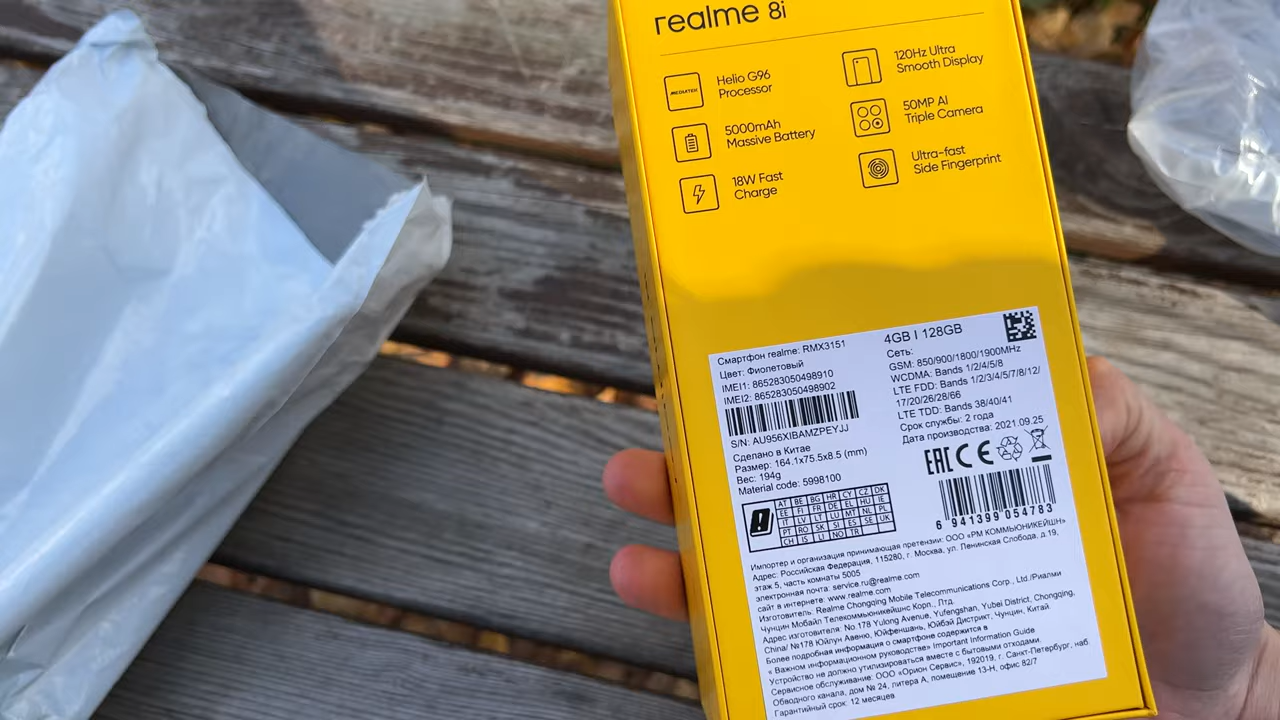 realme 8i
MEDIATEK
Helio G96
Processor
120Hz Ultra
Smooth Display
5000mAh
Massive Battery
50MP AI
Triple Camera
18W Fast
Charge
Ultra-fast
Side Fingerprint
Смартфон realme: RMX3151
Цвет: Фиолетовый
IMEI1: 865283050498910
IMEI2: 865283050498902
S/N: AU956XIBAMZPEYJJ
Сделано в Китае
Размер: 164.1x75.5x8.5 (mm)
Вес: 194g
Material code: 5998100
4GB | 128GB
Сеть:
GSM: 850/900/1800/1900MHz
WCDMA: Bands 1/2/4/5/8
LTE FDD: Bands 1/2/3/4/5/7/8/12/
17/20/26/28/66
LTE TDD: Bands 38/40/41
Срок службы: 2 года
Дата производства: 2021.09.25
EAC CE
6 941399 054783
AT BE BG HR CY CZ DK
EE FI FR DE EL HU IE
IT LV LT LU MT NL PL
PT RO SK SI ES SE UK
CH IS LI NO TR
Импортер и организация принимающая претензии: ООО «РМ КОММЬЮНИКЕЙШН»
Адрес: Российская Федерация, 115280, г. Москва, ул. Ленинская Слобода, д.19,
этаж 5, часть комнаты 5005
электронная почта: service.ru@realme.com
сайт в интернете: www.realme.com
Изготовитель: Realme Chongqing Mobile Telecommunications Corp., Ltd./Риалми
Чунцин Мобайл Телекоммьюникейшнс Корп., Лтд.
Адрес изготовителя: No.178 Yulong Avenue, Yufengshan, Yubei District, Chongqing,
China/ №178 Юйлун Авеню, Юйфеншань, Юйбэй Дистрикт, Чунцин, Китай
Более подробная информация о смартфоне содержится в
« Важном информационном руководстве» Important Information Guide
Устройство не должно утилизироваться вместе с бытовыми отходами.
Сервисное обслуживание: ООО «Орион Сервис», 192019, г. Санкт-Петербург, наб.
Обводного канала, дом № 24, литера А, помещение 13-Н, офис 82/7
Гарантийный срок: 12 месяцев